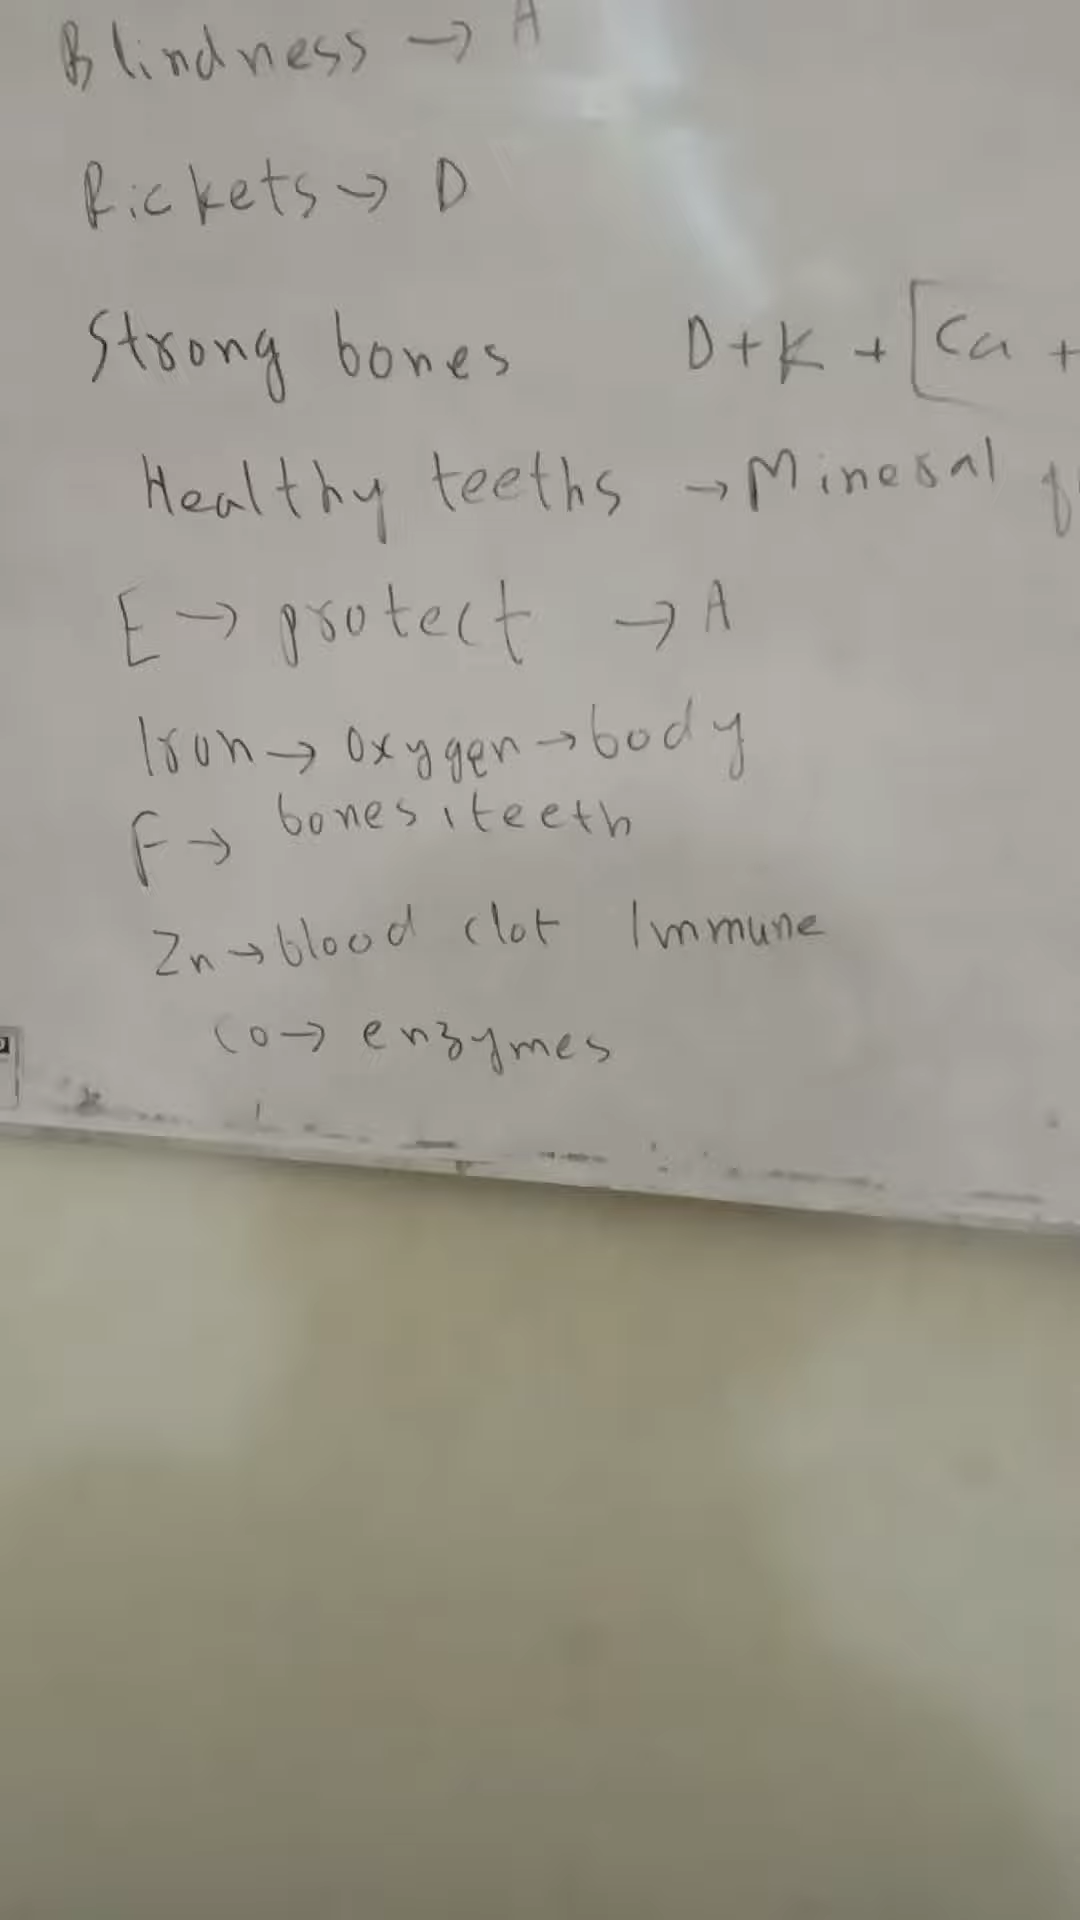 Blindness → A
Rickets → D
Strong bones D + K + [Ca +
Healthy teeths → Mineral
E → protect → A
Iron → Oxygen → body
F → bones, teeth
Zn → blood clot Immune
Co → enzymes